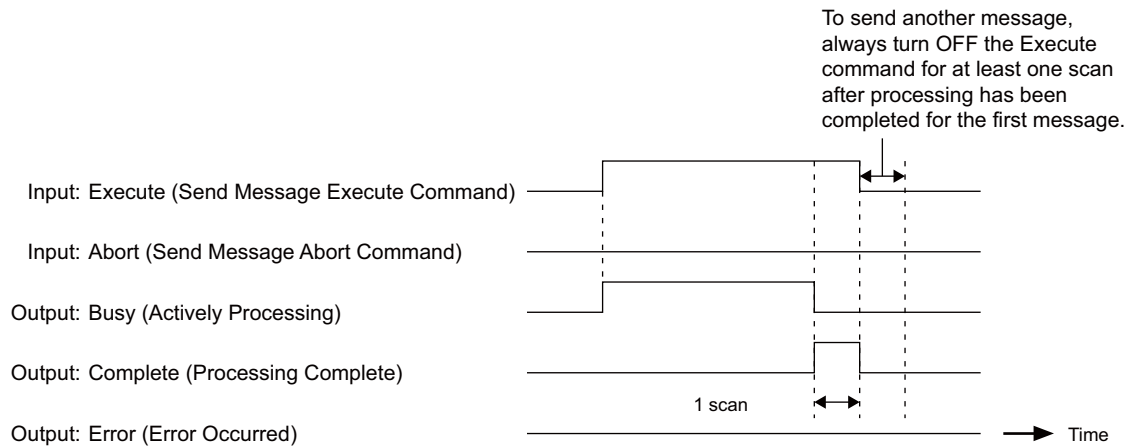 To send another message,
always turn OFF the Execute
command for at least one scan
after processing has been
completed for the first message.
Input: Execute (Send Message Execute Command)
Input: Abort (Send Message Abort Command)
Output: Busy (Actively Processing)
Output: Complete (Processing Complete)
1 scan
Output: Error (Error Occurred)
Time